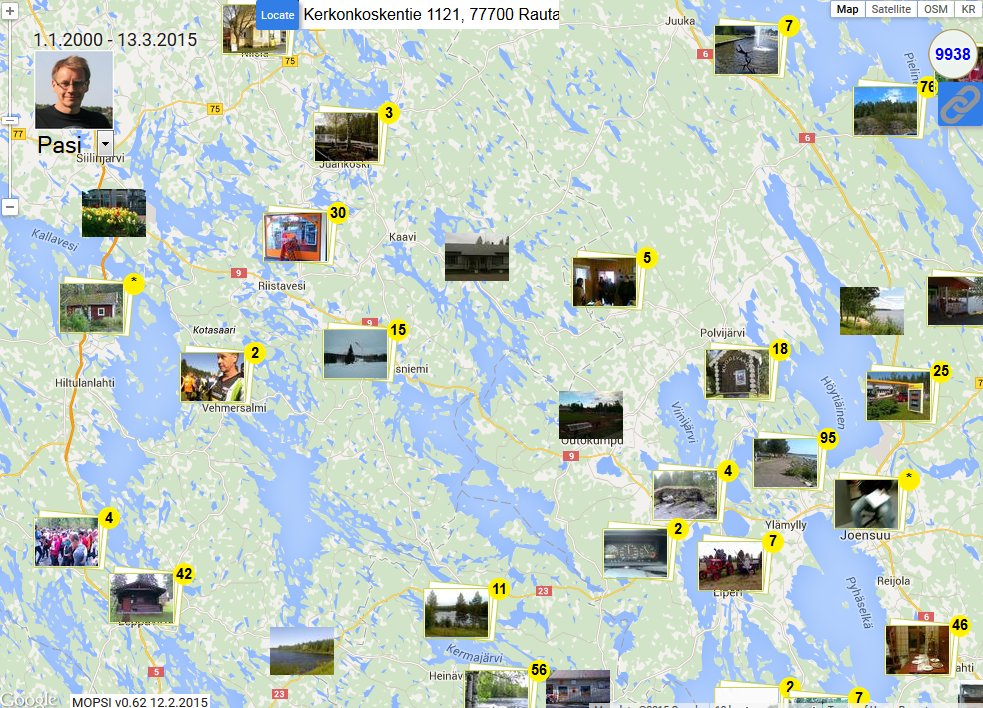 +
Locate
Kerkonkoskentie 1121, 77700 Rauta
Map
Satellite
OSM
KR
1.1.2000 - 13.3.2015
Juuka
7
6
9938
Nilsiä
75
Pielin
76
75
3
77
Pasi
6
Siilinjärvi
Juankoski
30
Kaavi
Kallavesi
5
9
*
Riistavesi
9
15
Kotasaari
Polvijärvi
2
18
sniemi
25
7
Hiltulanlahti
Höytiäinen
Vehmersalmi
Viinijärvi
95
Outokumpu
9
4
*
4
Ylämylly
2
Joensuu
7
42
Reijola
11
23
Liperi
Pyhäselkä
6
46
Leppävirta
Kermajärvi
ahti
5
Heinäv
56
23
2
7
Google
MOPSI v0.62 12.2.2015